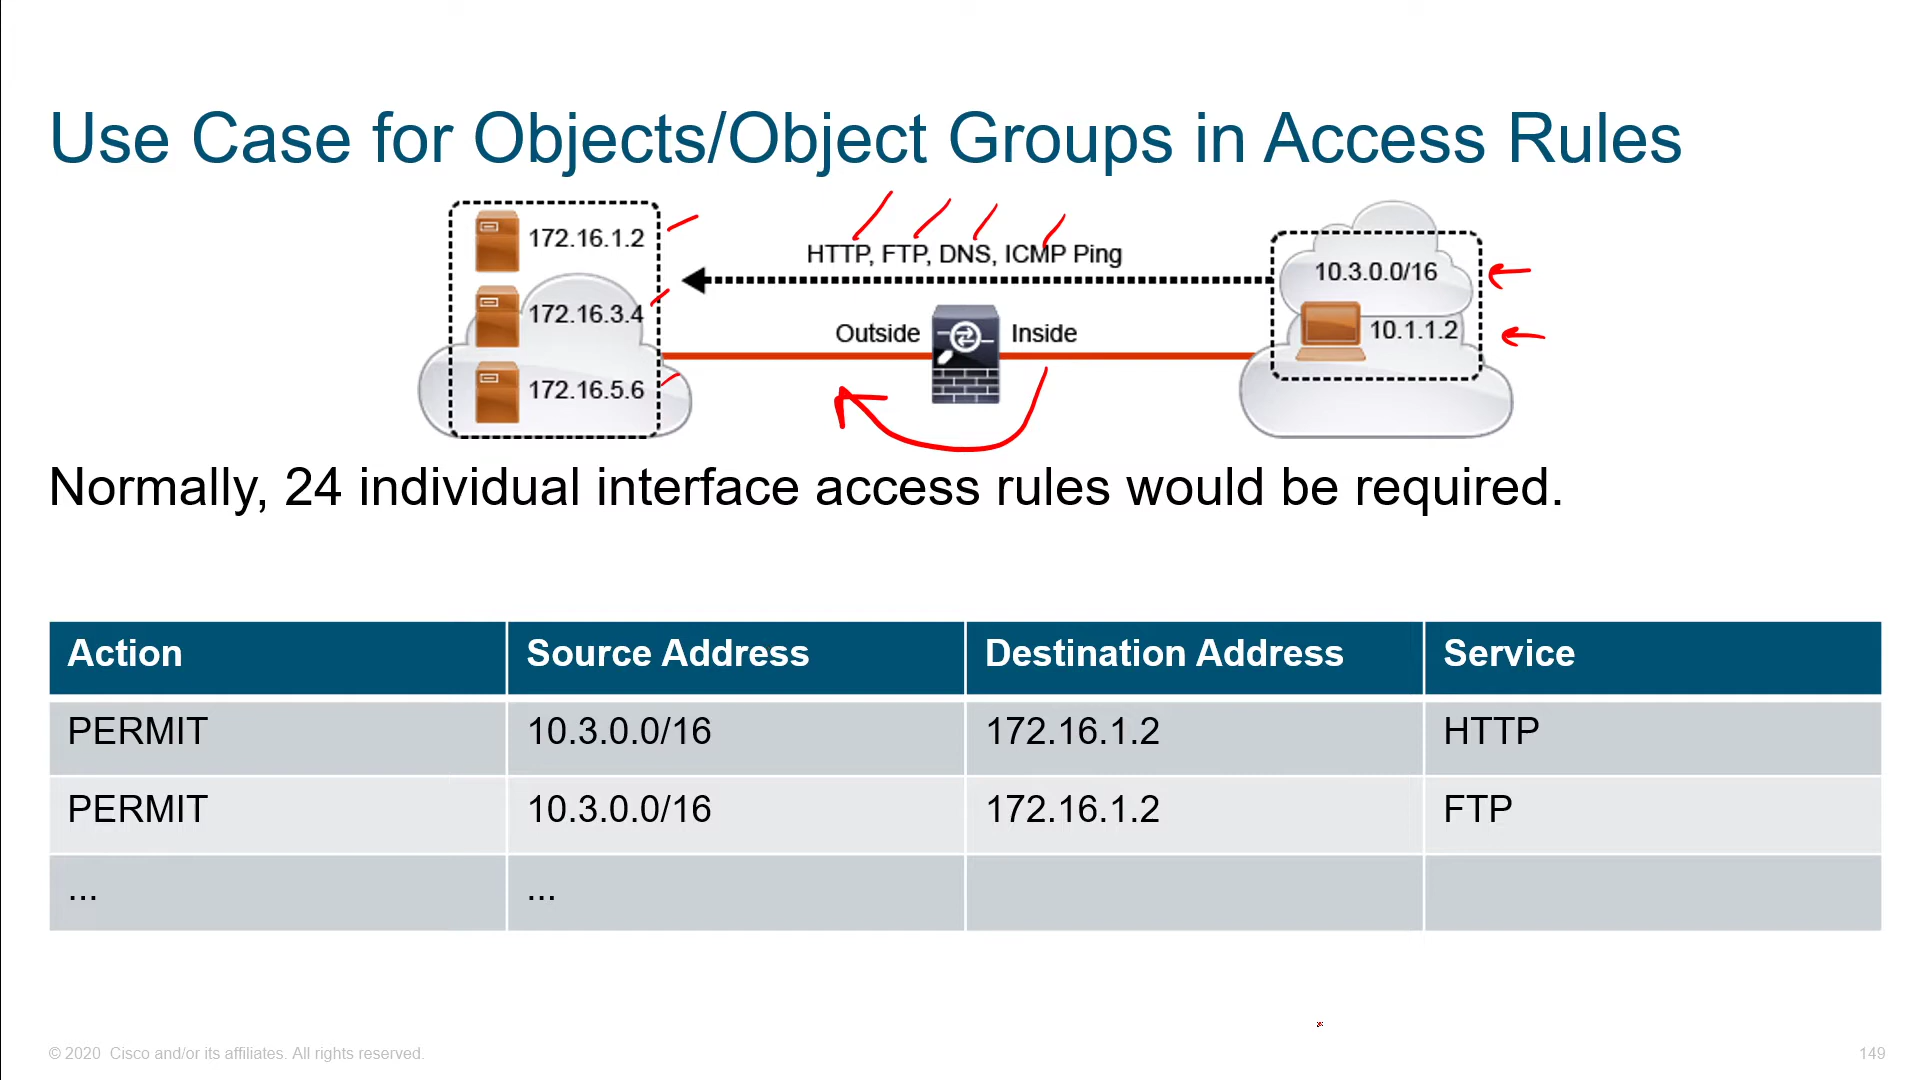 Use Case for Objects/Object Groups in Access Rules
172.16.1.2
172.16.3.4
172.16.5.6
HTTP, FTP, DNS, ICMP Ping
Outside
Inside
10.3.0.0/16
10.1.1.2
Normally, 24 individual interface access rules would be required.
Action Source Address Destination Address Service
PERMIT 10.3.0.0/16 172.16.1.2 HTTP
PERMIT 10.3.0.0/16 172.16.1.2 FTP
... ...
© 2020 Cisco and/or its affiliates. All rights reserved.
149